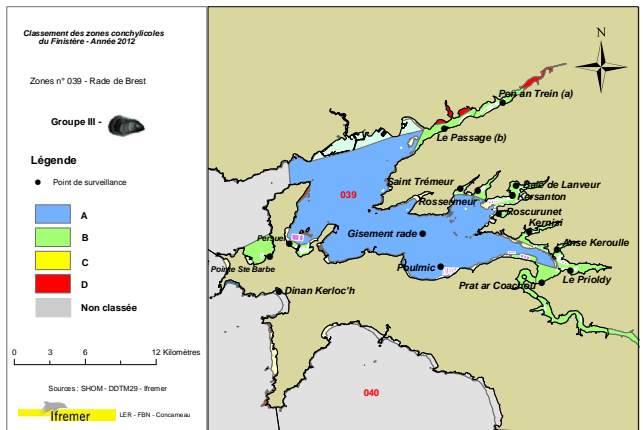 Classement des zones conchylicoles
du Finistère - Année 2012
Zones n° 039 - Rade de Brest
Groupe III -
Légende
Point de surveillance
A
B
C
D
Non classée
0 3 6 12 Kilomètres
Sources : SHOM - DDTM29 - Ifremer
Ifremer
LER - FBN - Concarneau
N
Pen an Trein (a)
Le Passage (b)
039
Saint Trémeur
Rossermeur
Baie de Lanveur
Kersanton
Roscurunet
Kernisi
Gisement rade
Persuel
Anse Keroulle
Pointe Ste Barbe
Poulmic
Le Prioldy
Prat ar Coachou
Dinan Kerloc'h
040